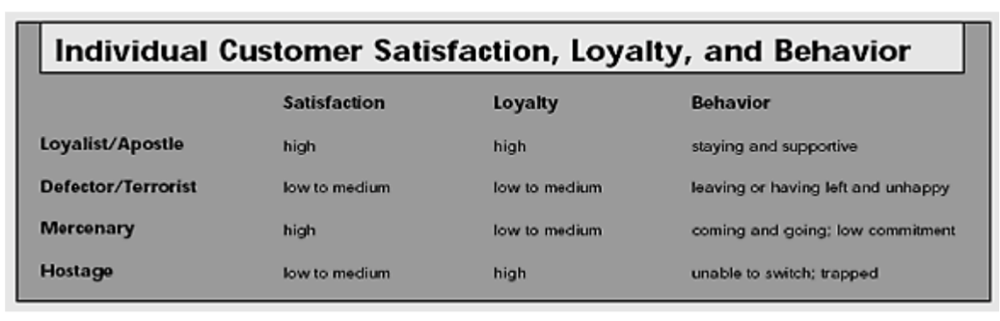 Individual Customer Satisfaction, Loyalty, and Behavior
Satisfaction Loyalty Behavior
Loyalist/Apostle high high staying and supportive
Defector/Terrorist low to medium low to medium leaving or having left and unhappy
Mercenary high low to medium coming and going; low commitment
Hostage low to medium high unable to switch; trapped